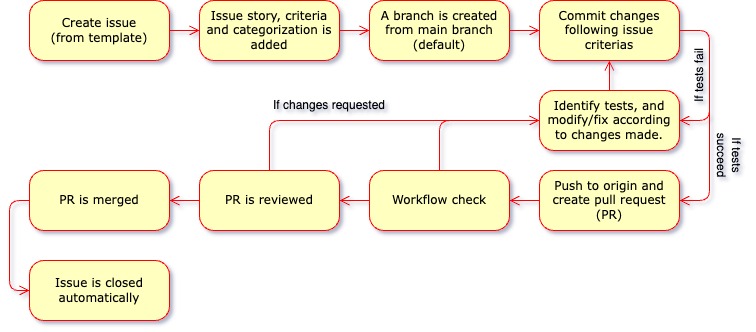 Create issue
(from template)
Issue story, criteria
and categorization is
added
A branch is created
from main branch
(default)
Commit changes
following issue
criterias
If tests fail
If changes requested
Identify tests, and
modify/fix according
to changes made.
If tests
succeed
PR is merged
PR is reviewed
Workflow check
Push to origin and
create pull request
(PR)
Issue is closed
automatically